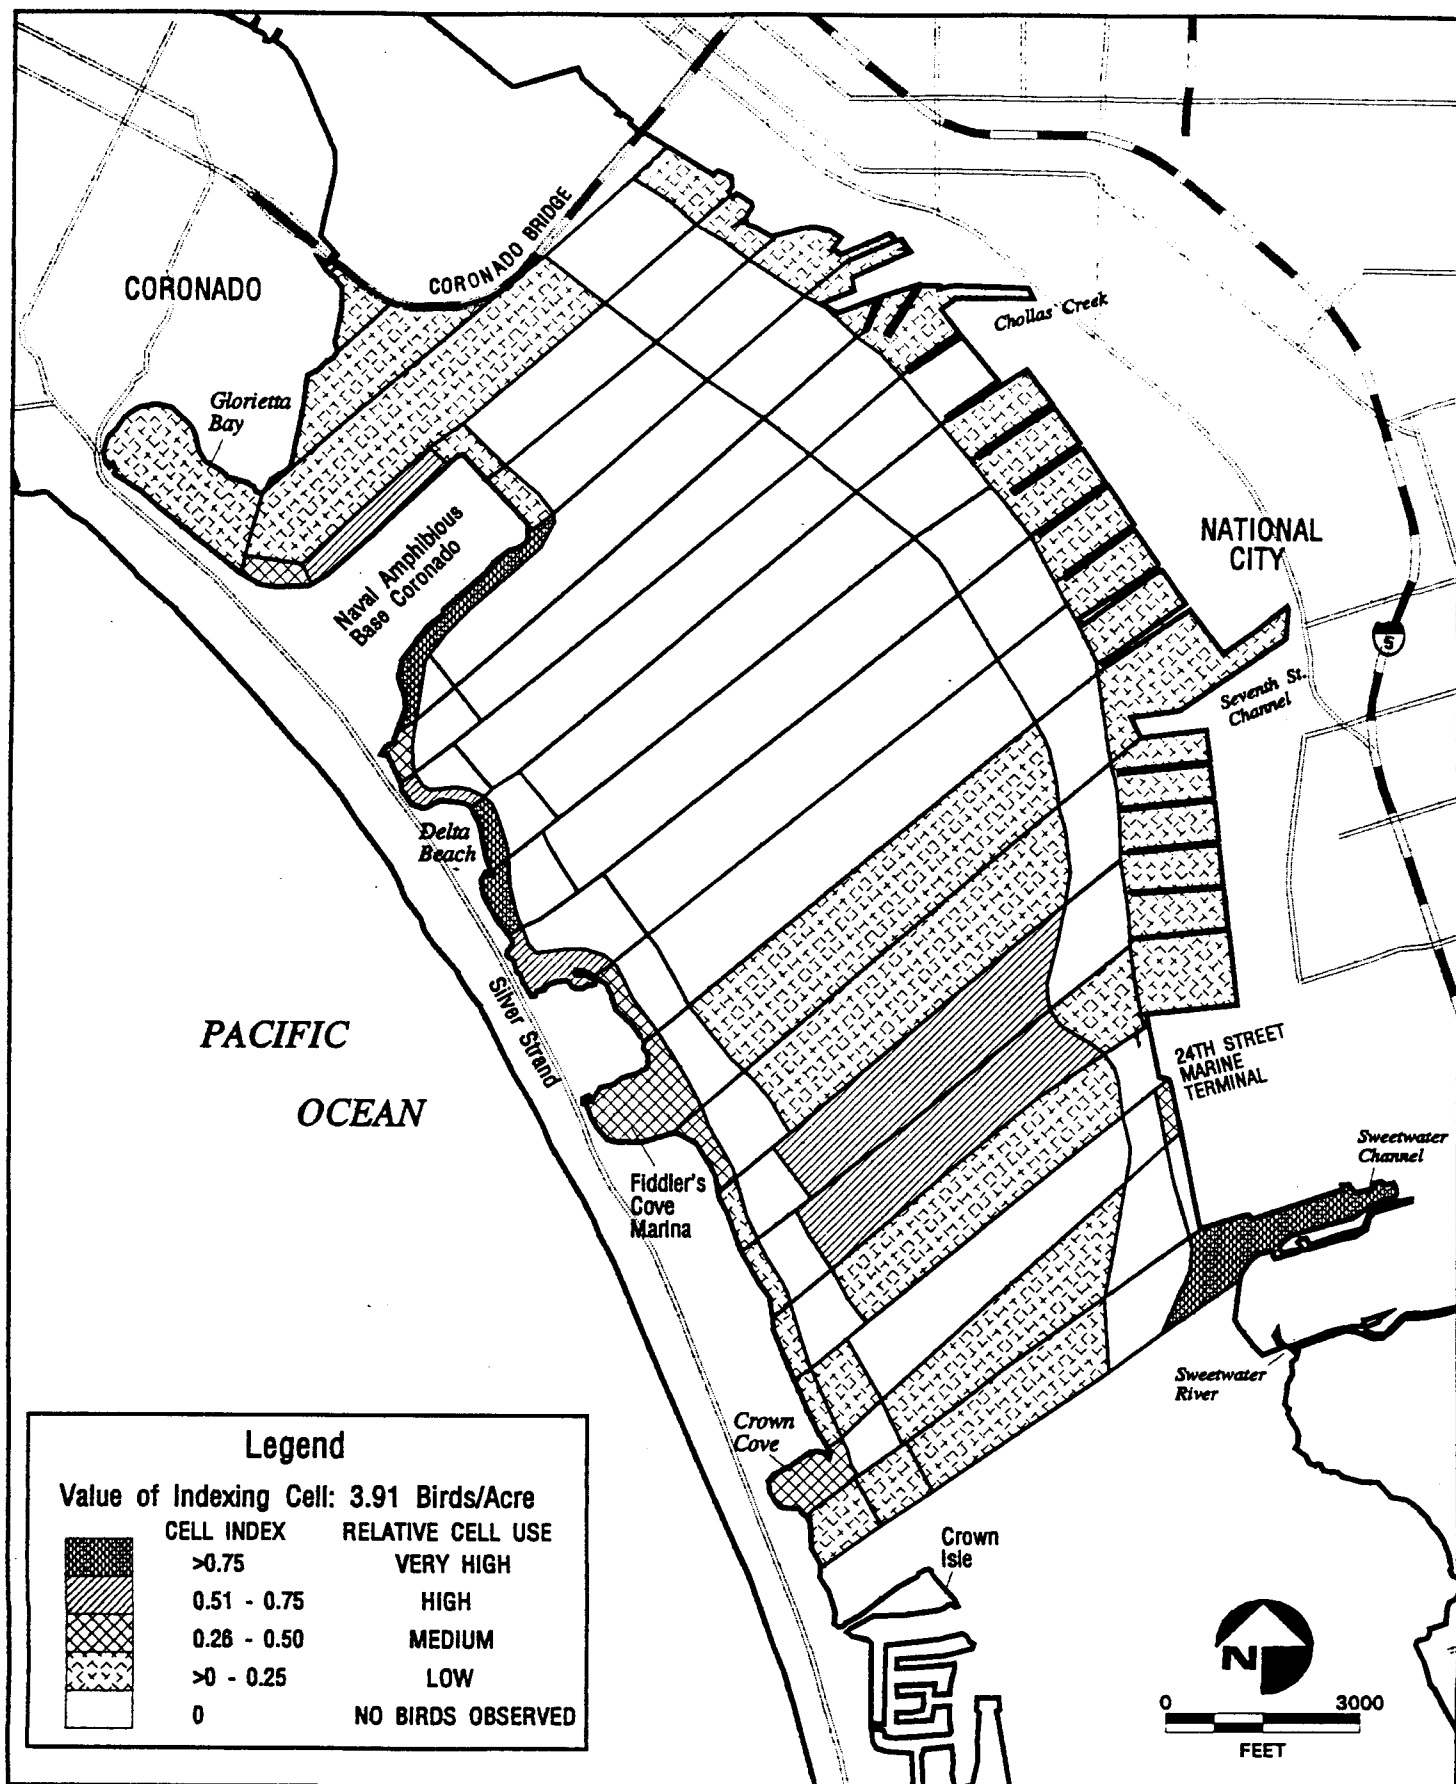 CORONADO BRIDGE
CORONADO
Chollas Creek
Glorietta
Bay
Naval Amphibious
Base Coronado
NATIONAL
CITY
5
Seventh St.
Channel
Delta
Beach
Silver Strand
PACIFIC
OCEAN
24TH STREET
MARINE
TERMINAL
Sweetwater
Channel
Fiddler's
Cove
Marina
Sweetwater
River
Crown
Cove
Legend
Value of Indexing Cell: 3.91 Birds/Acre
CELL INDEX RELATIVE CELL USE
>0.75 VERY HIGH
0.51 - 0.75 HIGH
0.26 - 0.50 MEDIUM
>0 - 0.25 LOW
0 NO BIRDS OBSERVED
Crown
Isle
N
0 3000
FEET